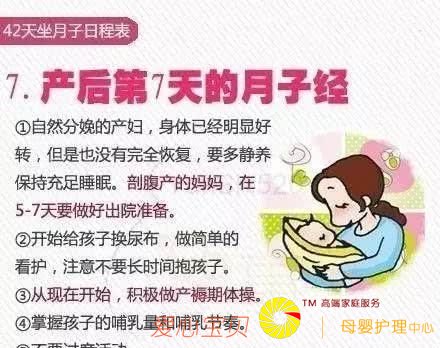 42天坐月子日程表
7. 产后第7天的月子经
①自然分娩的产妇，身体已经明显好
转，但是也没有完全恢复，要多静养
保持充足睡眠。剖腹产的妈妈，在
5-7天要做好出院准备。
②开始给孩子换尿布，做简单的
看护，注意不要长时间抱孩子。
③从现在开始，积极做产褥期体操。
TM 高端家庭服务
④掌握孩子的哺乳量和哺乳节奏。
爱心宝贝
母婴护理中心
⑤不要过度活动